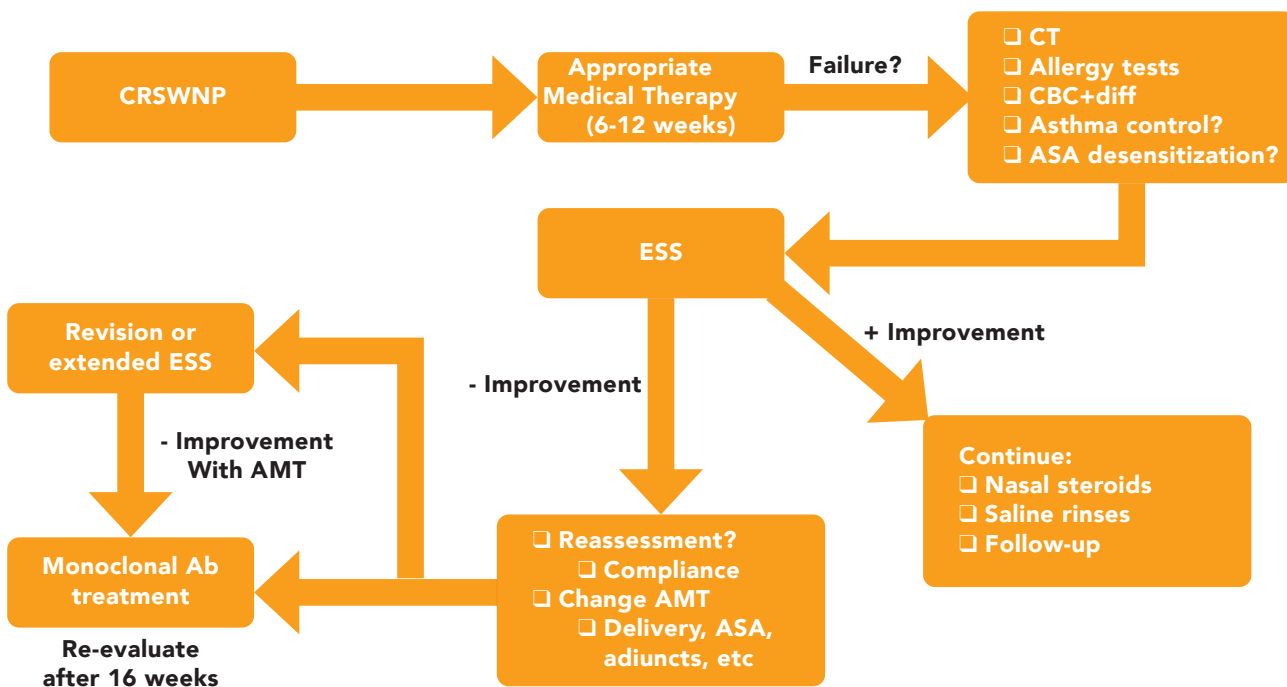 CRSWNP
Appropriate
Medical Therapy
(6-12 weeks)
Failure?
❑ CT
❑ Allergy tests
❑ CBC+diff
❑ Asthma control?
❑ ASA desensitization?
ESS
+ Improvement
- Improvement
Revision or
extended ESS
- Improvement
With AMT
Monoclonal Ab
treatment
Re-evaluate
after 16 weeks
❑ Reassessment?
❑ Compliance
❑ Change AMT
❑ Delivery, ASA,
adiuncts, etc
Continue:
❑ Nasal steroids
❑ Saline rinses
❑ Follow-up